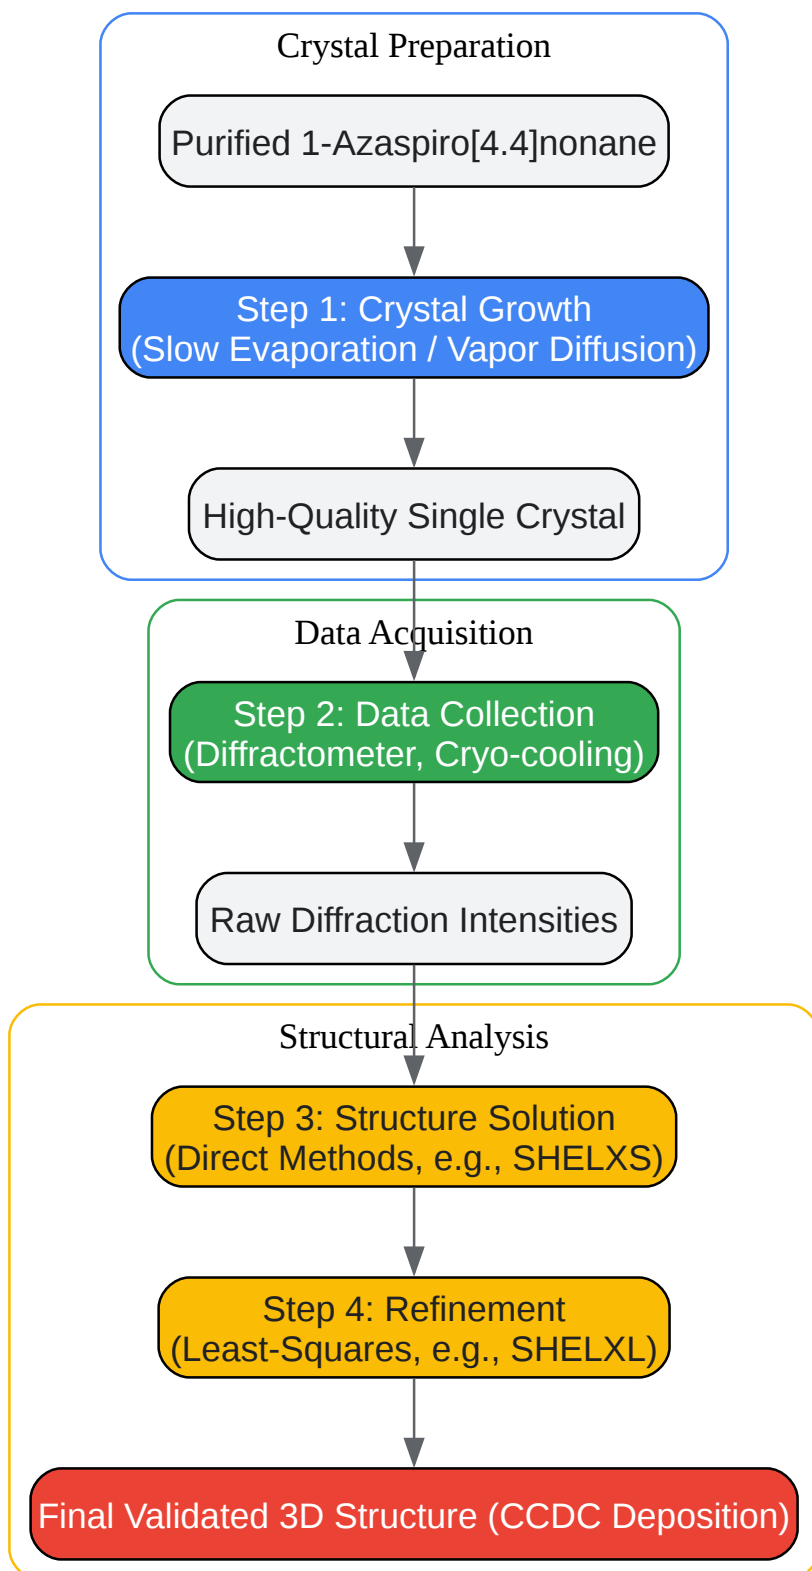 Crystal Preparation
Purified 1-Azaspiro[4.4]nonane
Step 1: Crystal Growth
(Slow Evaporation / Vapor Diffusion)
High-Quality Single Crystal
Data Acquisition
Step 2: Data Collection
(Diffractometer, Cryo-cooling)
Raw Diffraction Intensities
Structural Analysis
Step 3: Structure Solution
(Direct Methods, e.g., SHELXS)
Step 4: Refinement
(Least-Squares, e.g., SHELXL)
Final Validated 3D Structure (CCDC Deposition)